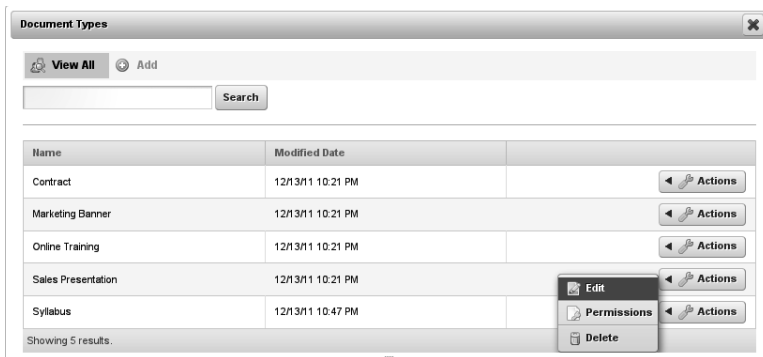 Document Types
View All Add
Search
Name Modified Date
Contract 12/13/11 10:21 PM Actions
Marketing Banner 12/13/11 10:21 PM Actions
Online Training 12/13/11 10:21 PM Actions
Sales Presentation 12/13/11 10:21 PM Actions
Edit
Syllabus 12/13/11 10:47 PM Permissions Actions
Showing 5 results. Delete